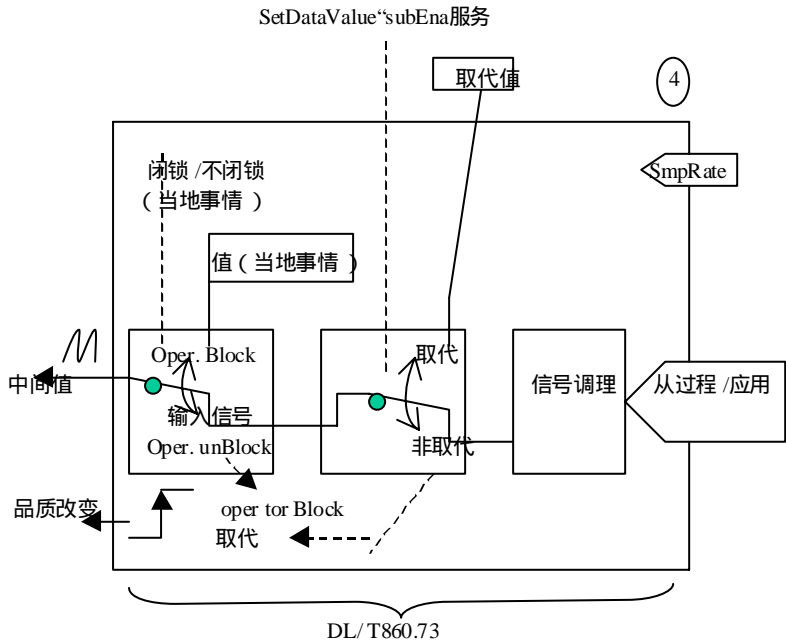 SetDataValue“subEna服务
取代值
4
闭锁 /不闭锁
（当地事情）
SmpRate
值（当地事情）
Oper. Block
取代
中间值
信号调理
从过程 /应用
输入信号
Oper. unBlock
非取代
品质改变
oper tor Block
取代
DL/T860.73